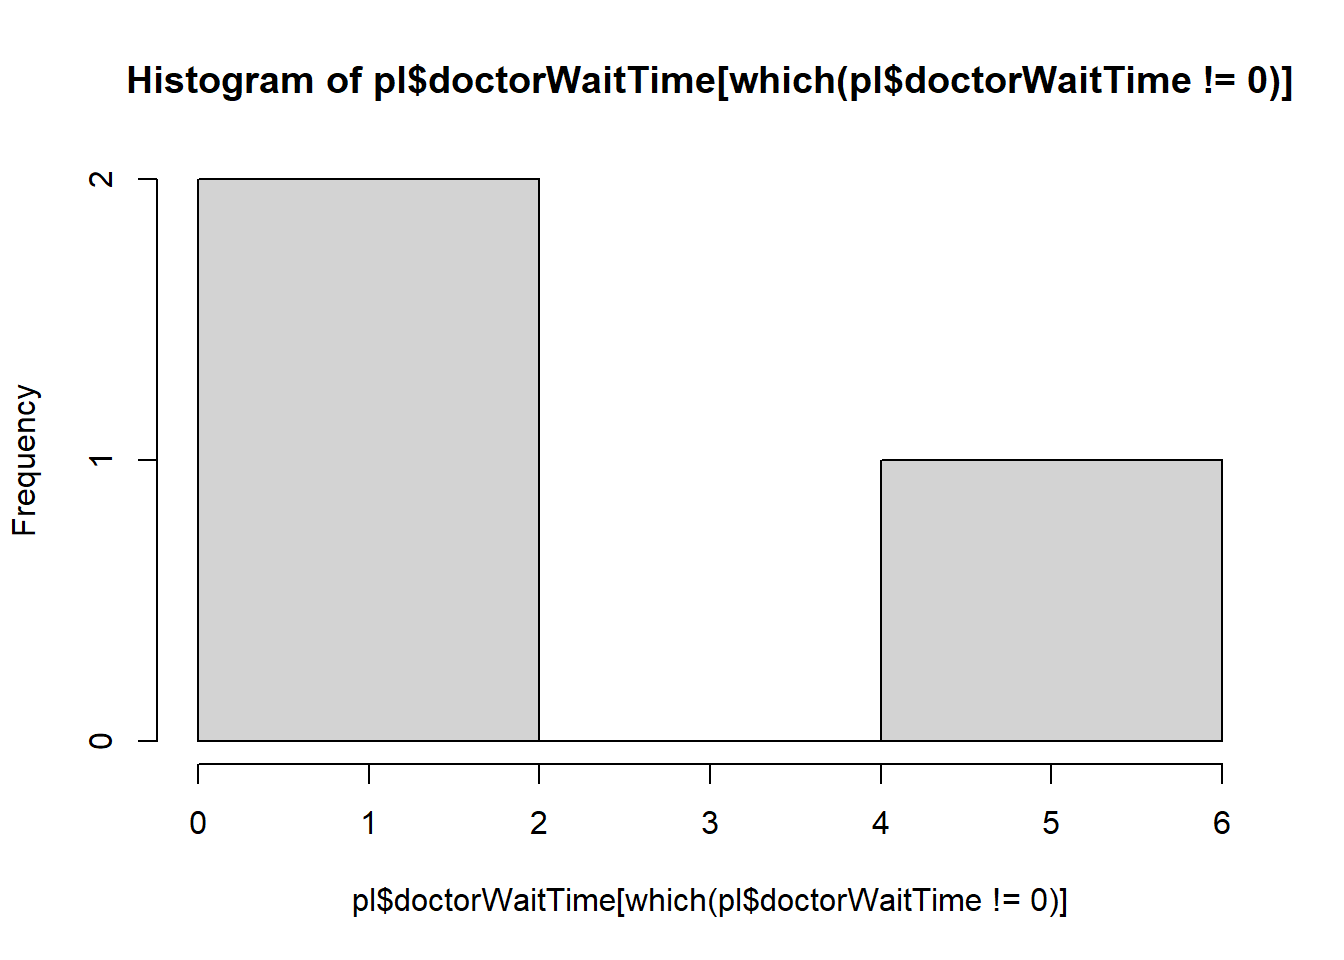 Histogram of pl$doctorWaitTime[which(pl$doctorWaitTime != 0)]
2
1
0
Frequency
0 1 2 3 4 5 6
pl$doctorWaitTime[which(pl$doctorWaitTime != 0)]